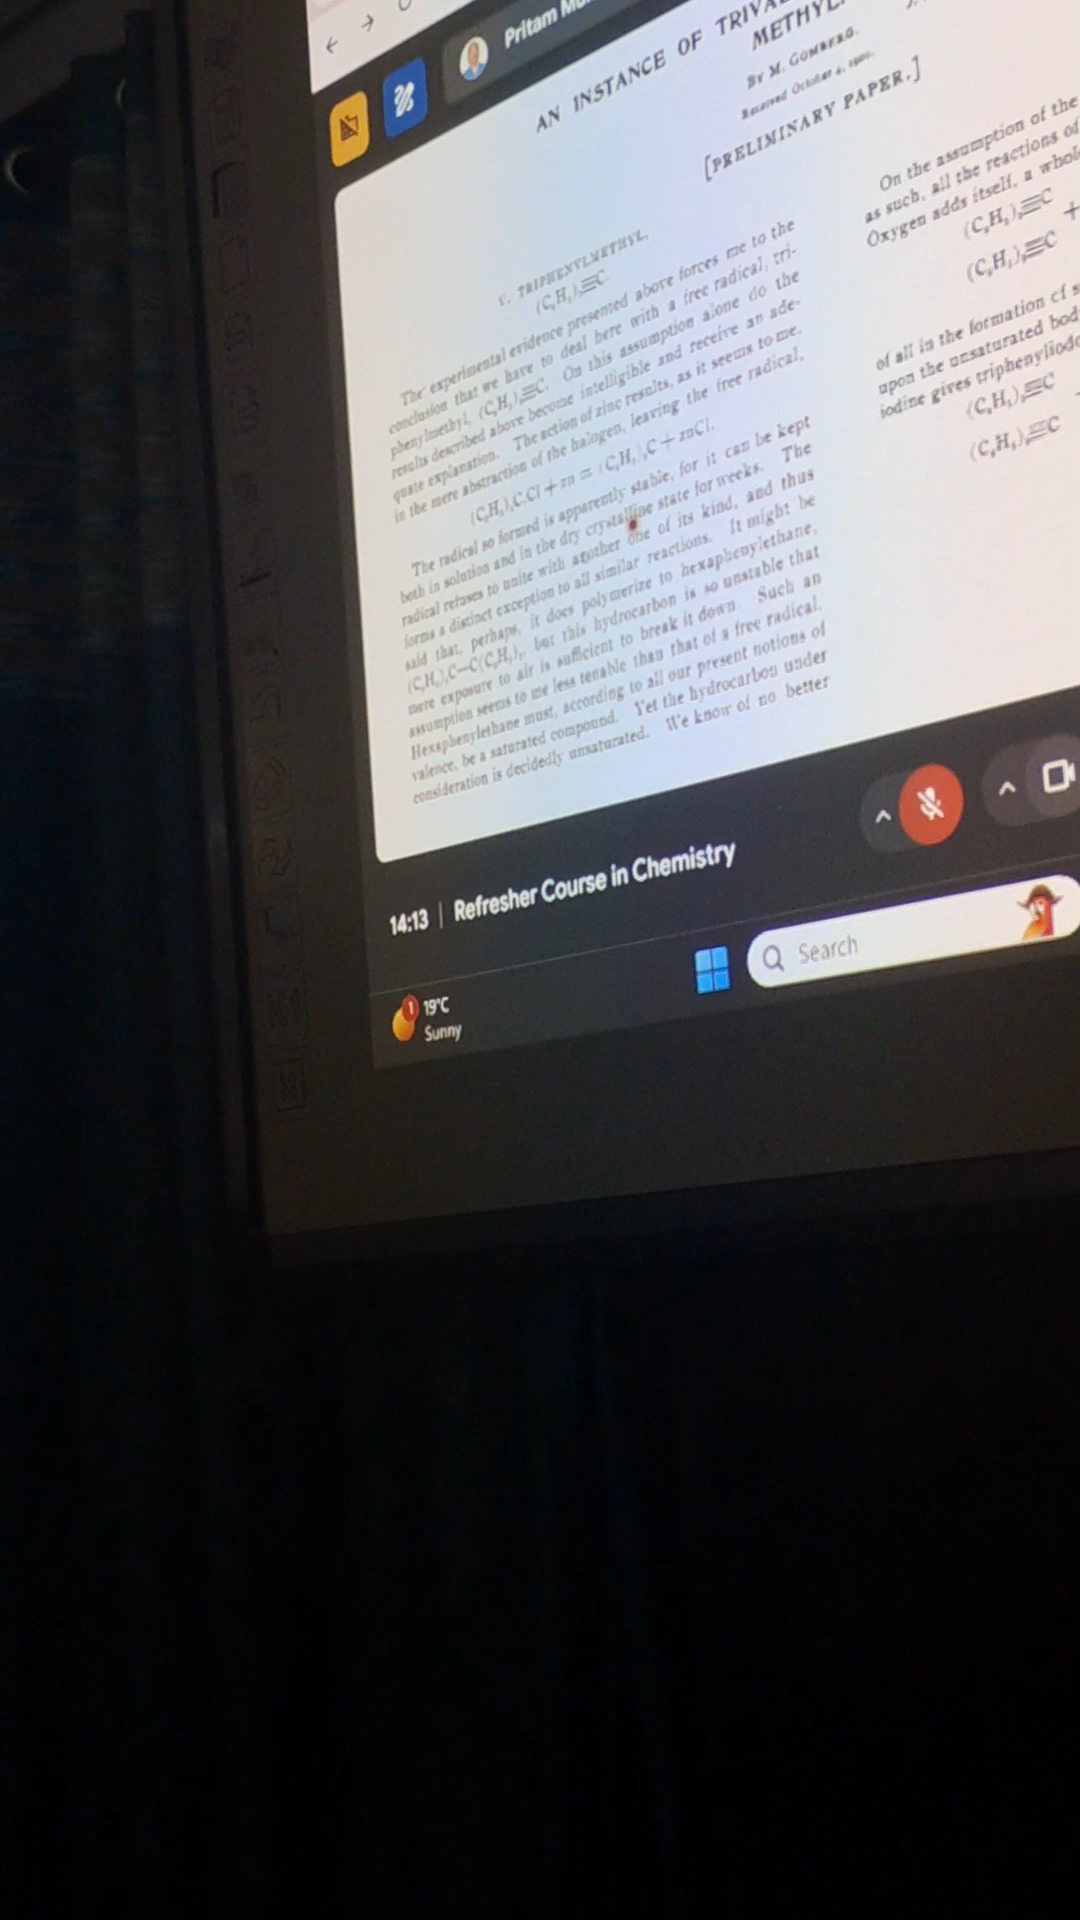 Pritam Mu
AN INSTANCE OF TRIVA
METHYL.
By M. GOMBERG.
Received October 4, 1900.
[PRELIMINARY PAPER.]
V. TRIPHENYLMETHYL.
(C₆H₅)₃≡C.
The experimental evidence presented above forces me to the
conclusion that we have to deal here with a free radical, tri-
phenylmethyl, (C₆H₅)₃≡C. On this assumption alone do the
results described above become intelligible and receive an ade-
quate explanation. The action of zinc results, as it seems to me,
in the mere abstraction of the halogen, leaving the free radical,
(C₆H₅)₃C.Cl + zn = (C₆H₅)₃C + znCl.
The radical so formed is apparently stable, for it can be kept
both in solution and in the dry crystalline state for weeks. The
radical refuses to unite with another one of its kind, and thus
forms a distinct exception to all similar reactions. It might be
said that, perhaps, it does polymerize to hexaphenylethane,
(C₆H₅)₃C—C(C₆H₅)₃, but this hydrocarbon is so unstable that
mere exposure to air is sufficient to break it down. Such an
assumption seems to me less tenable than that of a free radical.
Hexaphenylethane must, according to all our present notions of
valence, be a saturated compound. Yet the hydrocarbon under
consideration is decidedly unsaturated. We know of no better
On the assumption of the
as such, all the reactions of
Oxygen adds itself, a whol
(C₆H₅)₃≡C +
(C₆H₅)₃≡C
of all in the formation of s
upon the unsaturated bod
iodine gives triphenyliodo
(C₆H₅)₃≡C
(C₆H₅)₃≡C
14:13 | Refresher Course in Chemistry
Search
1
19°C
Sunny